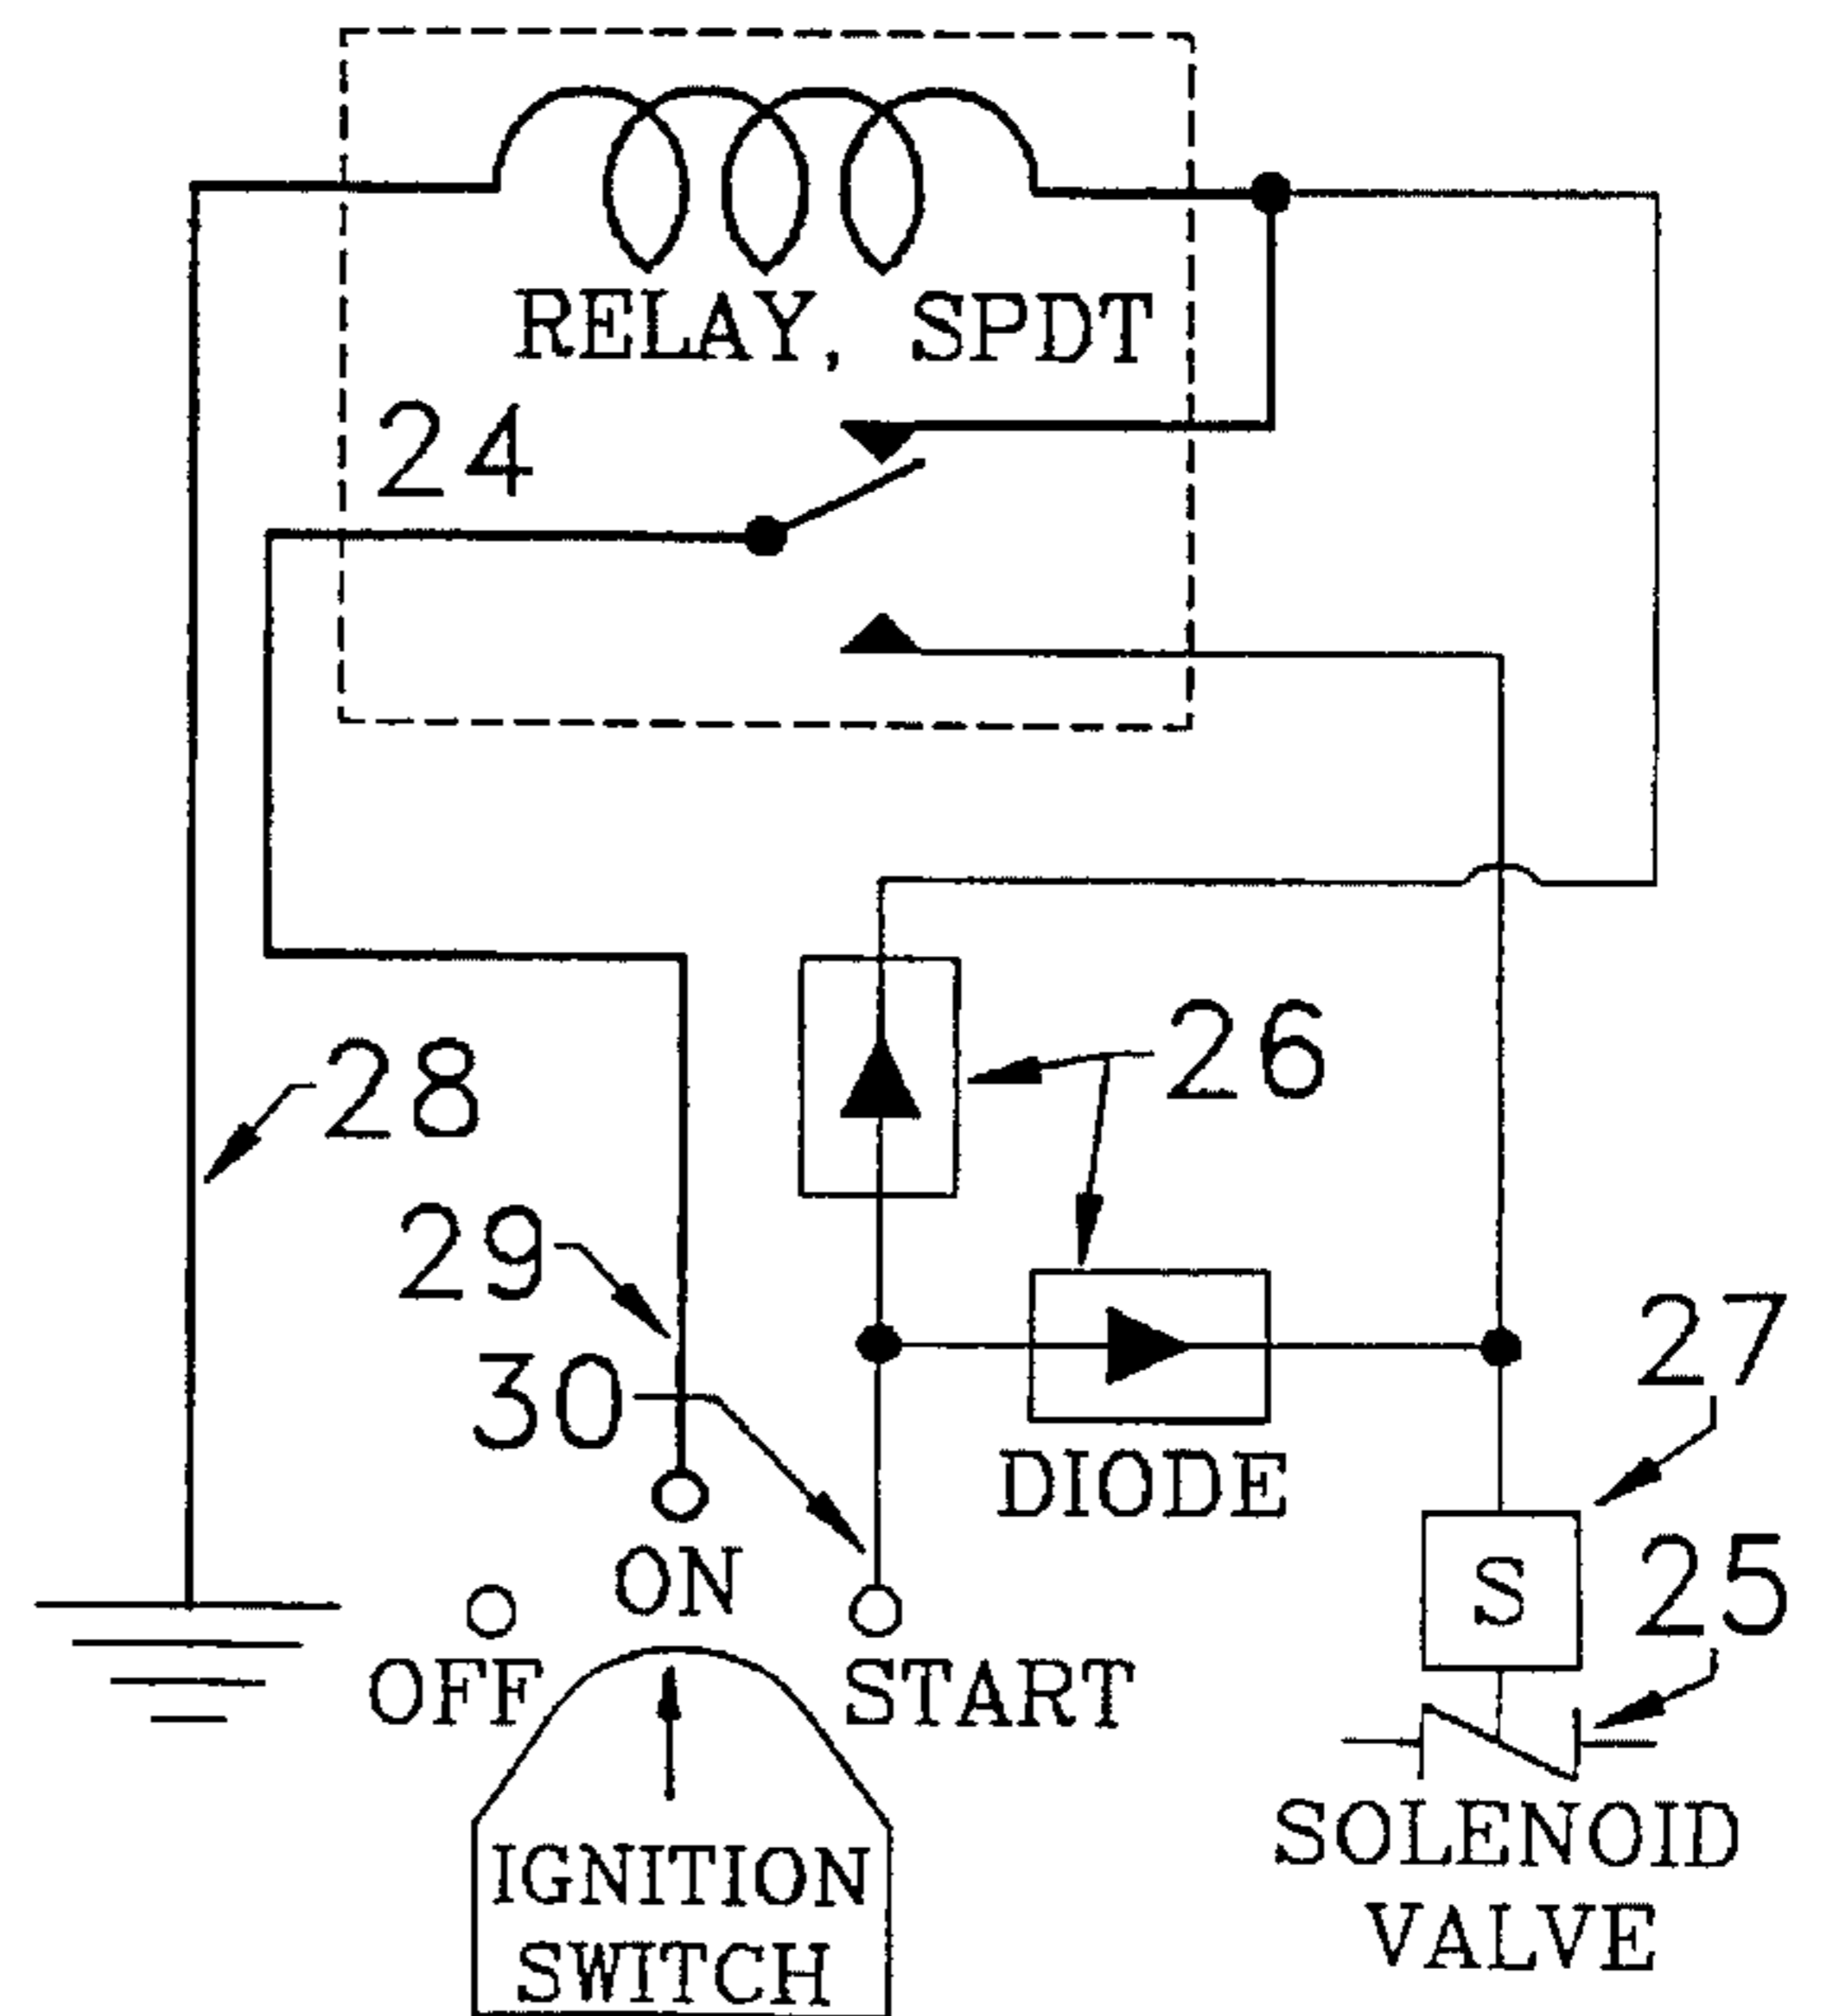 RELAY, SPDT
24
26
28
29
27
30
DIODE
25
S
ON
OFF
START
IGNITION
SWITCH
SOLENOID
VALVE